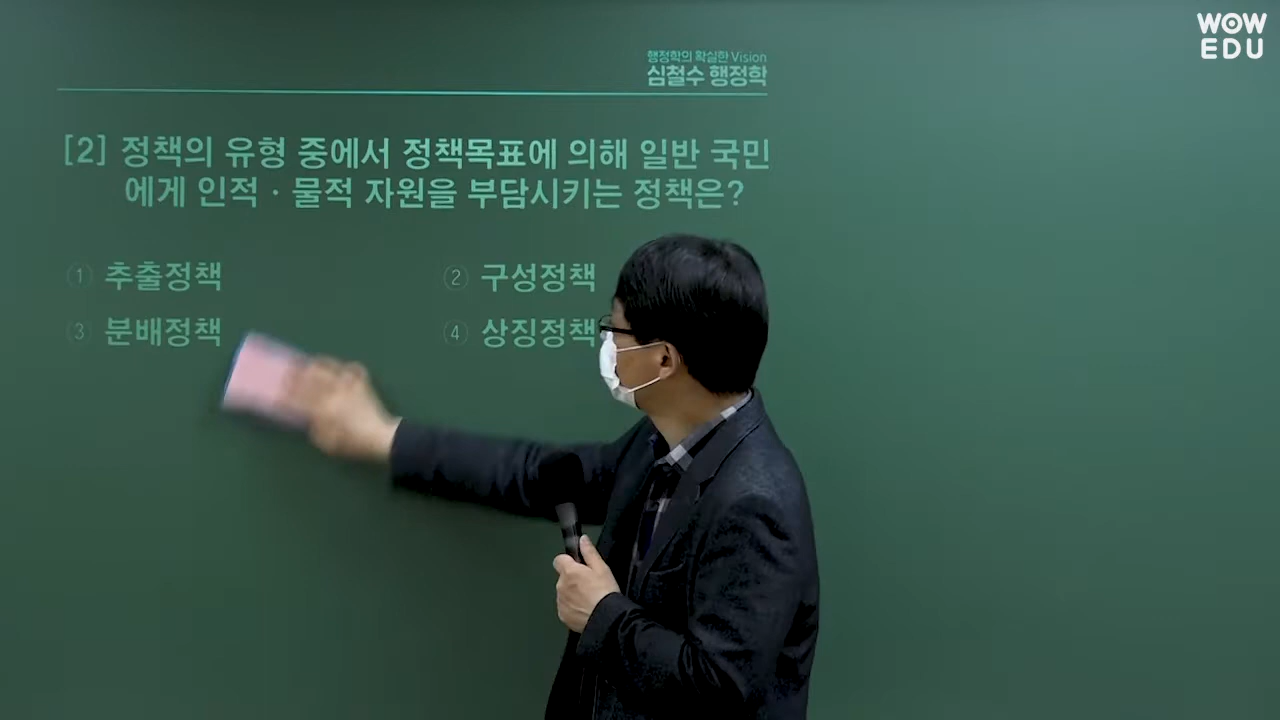 WOW
EDU
행정학의 확실한 Vision
심철수 행정학
[2] 정책의 유형 중에서 정책목표에 의해 일반 국민
에게 인적 · 물적 자원을 부담시키는 정책은?
① 추출정책 ② 구성정책
③ 분배정책 ④ 상징정책